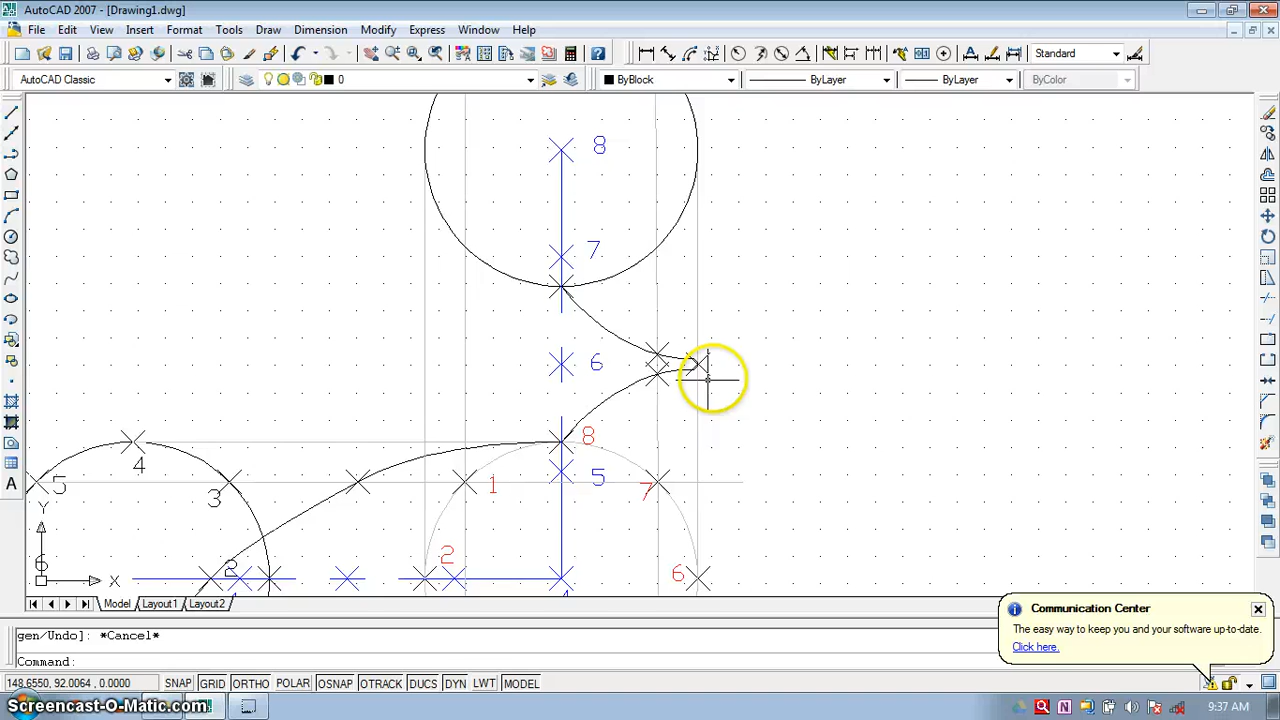 AutoCAD 2007 - [Drawing1.dwg]
File Edit View Insert Format Tools Draw Dimension Modify Express Window Help
Standard
AutoCAD Classic 0 ByBlock ByLayer ByLayer ByColor
8
7
6
8
4
5
5
3
1
7
Y
2
6
2
6
X
4
Model Layout1 Layout2
Communication Center
The easy way to keep you and your software up-to-date.
Click here.
gen/Undo]: *Cancel*
Command:
148.6550, 92.0064 , 0.0000 SNAP GRID ORTHO POLAR OSNAP OTRACK DUCS DYN LWT MODEL
Screencast-O-Matic.com
9:37 AM